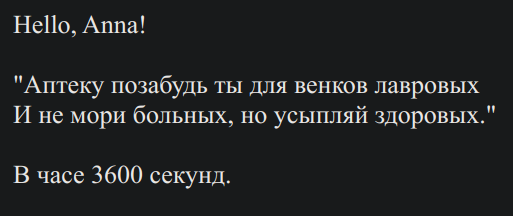 Hello, Anna!
"Аптеку позабудь ты для венков лавровых
И не мори больных, но усыпляй здоровых."
В часе 3600 секунд.